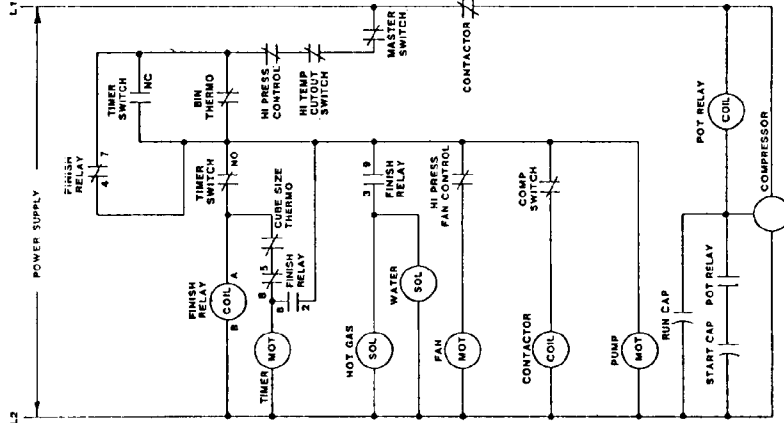 L1
POWER SUPPLY
L2
MASTER
SWITCH
CONTACTOR
TIMER
SWITCH
NC
BIN
THERMO
HI PRESS
CONTROL
HI TEMP
CUTOUT
SWITCH
POT RELAY
COIL
FINISH
RELAY
4 7
TIMER
SWITCH
NO
CUBE SIZE
THERMO
3 9
FINISH
RELAY
HI PRESS
FAN CONTROL
COMP
SWITCH
COMPRESSOR
FINISH
RELAY
B COIL A
8 5
FINISH
RELAY
8
2
WATER
SOL
TIMER
MOT
HOT GAS
SOL
FAN
MOT
CONTACTOR
COIL
PUMP
MOT
RUN CAP
START CAP
POT RELAY